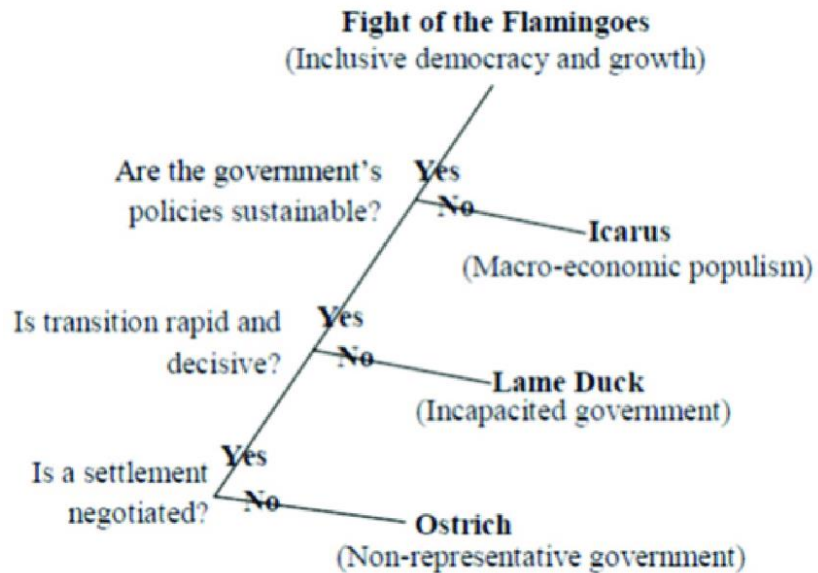 Fight of the Flamingoes
(Inclusive democracy and growth)
Are the government's
policies sustainable?
Yes
No
Icarus
(Macro-economic populism)
Is transition rapid and
decisive?
Yes
No
Lame Duck
(Incapacited government)
Is a settlement
negotiated?
Yes
No
Ostrich
(Non-representative government)